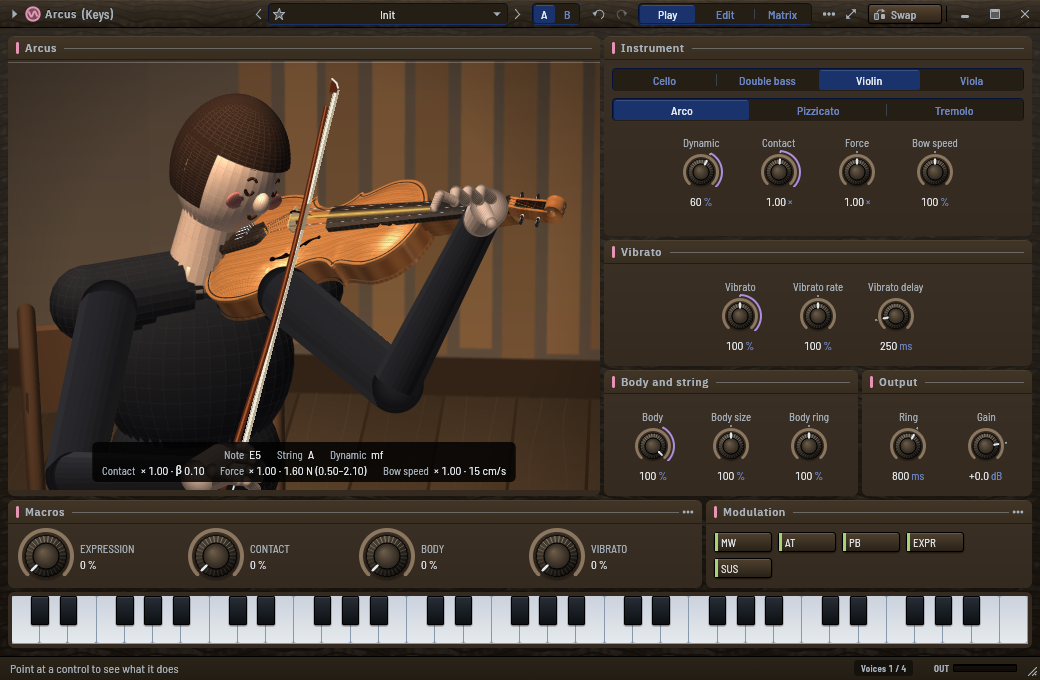 Arcus (Keys)
Init
A B
Play Edit Matrix
Swap
Arcus
Note E5 String A Dynamic mf
Contact × 1.00 · β 0.10 Force × 1.00 · 1.60 N (0.50–2.10) Bow speed × 1.00 · 15 cm/s
Instrument
Cello Double bass Violin Viola
Arco Pizzicato Tremolo
Dynamic Contact Force Bow speed
60 % 1.00 × 1.00 × 100 %
Vibrato
Vibrato Vibrato rate Vibrato delay
100 % 100 % 250 ms
Body and string
Body Body size Body ring
100 % 100 % 100 %
Output
Ring Gain
800 ms +0.0 dB
Macros
EXPRESSION
0 %
CONTACT
0 %
BODY
0 %
VIBRATO
0 %
Modulation
MW AT PB EXPR
SUS
Point at a control to see what it does
Voices 1 / 4 OUT